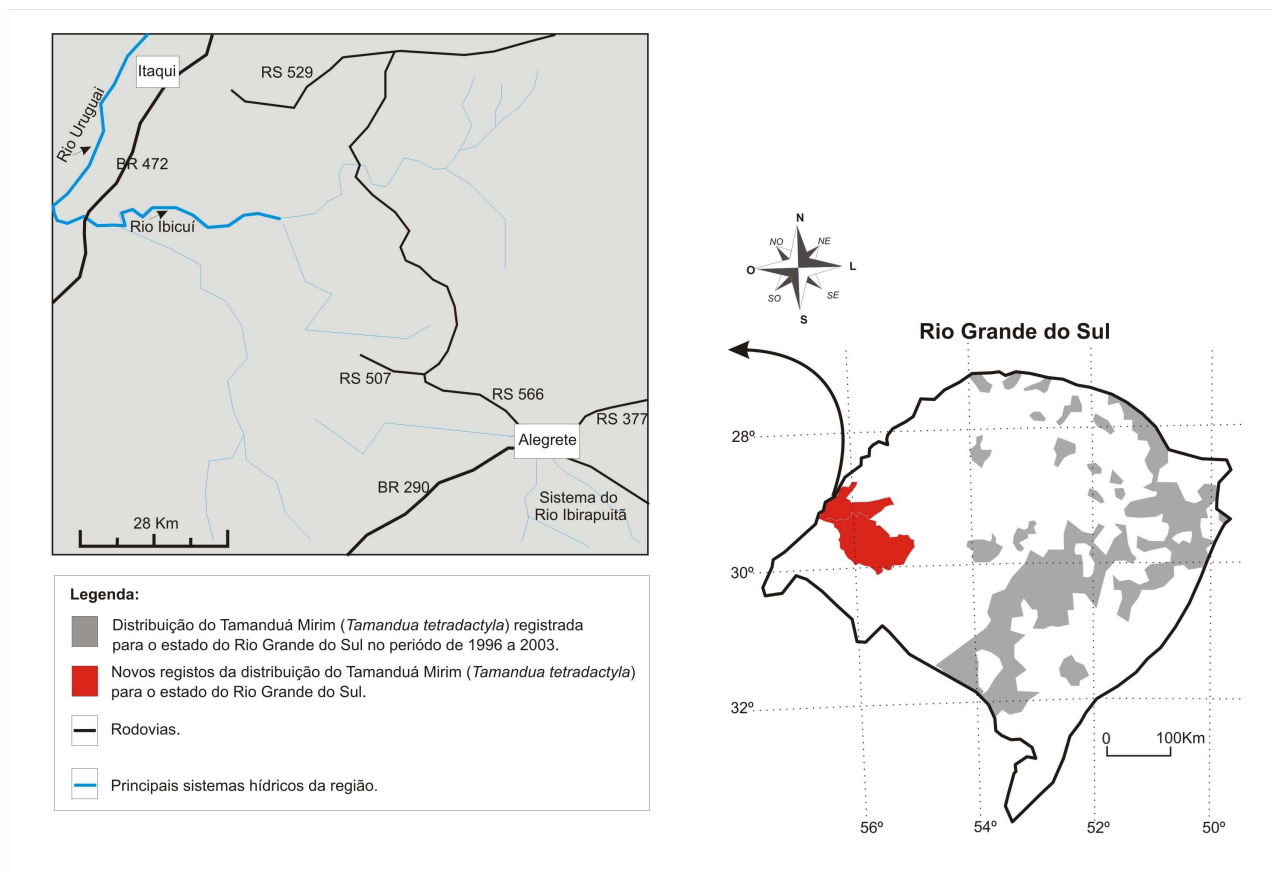 Itaqui
RS 529
Rio Uruguai
BR 472
Rio Ibicuí
RS 507
RS 566
RS 377
Alegrete
BR 290
Sistema do
Rio Ibirapuitã
28 Km
Legenda:
Distribuição do Tamanduá Mirim (Tamandua tetradactyla) registrada
para o estado do Rio Grande do Sul no periódo de 1996 a 2003.
Novos registos da distribuição do Tamanduá Mirim (Tamandua tetradactyla)
para o estado do Rio Grande do Sul.
Rodovias.
Principais sistemas hídricos da região.
N
NO
NE
O
L
SO
SE
S
Rio Grande do Sul
28º
30º
32º
0 100Km
56º
54º
52º
50º